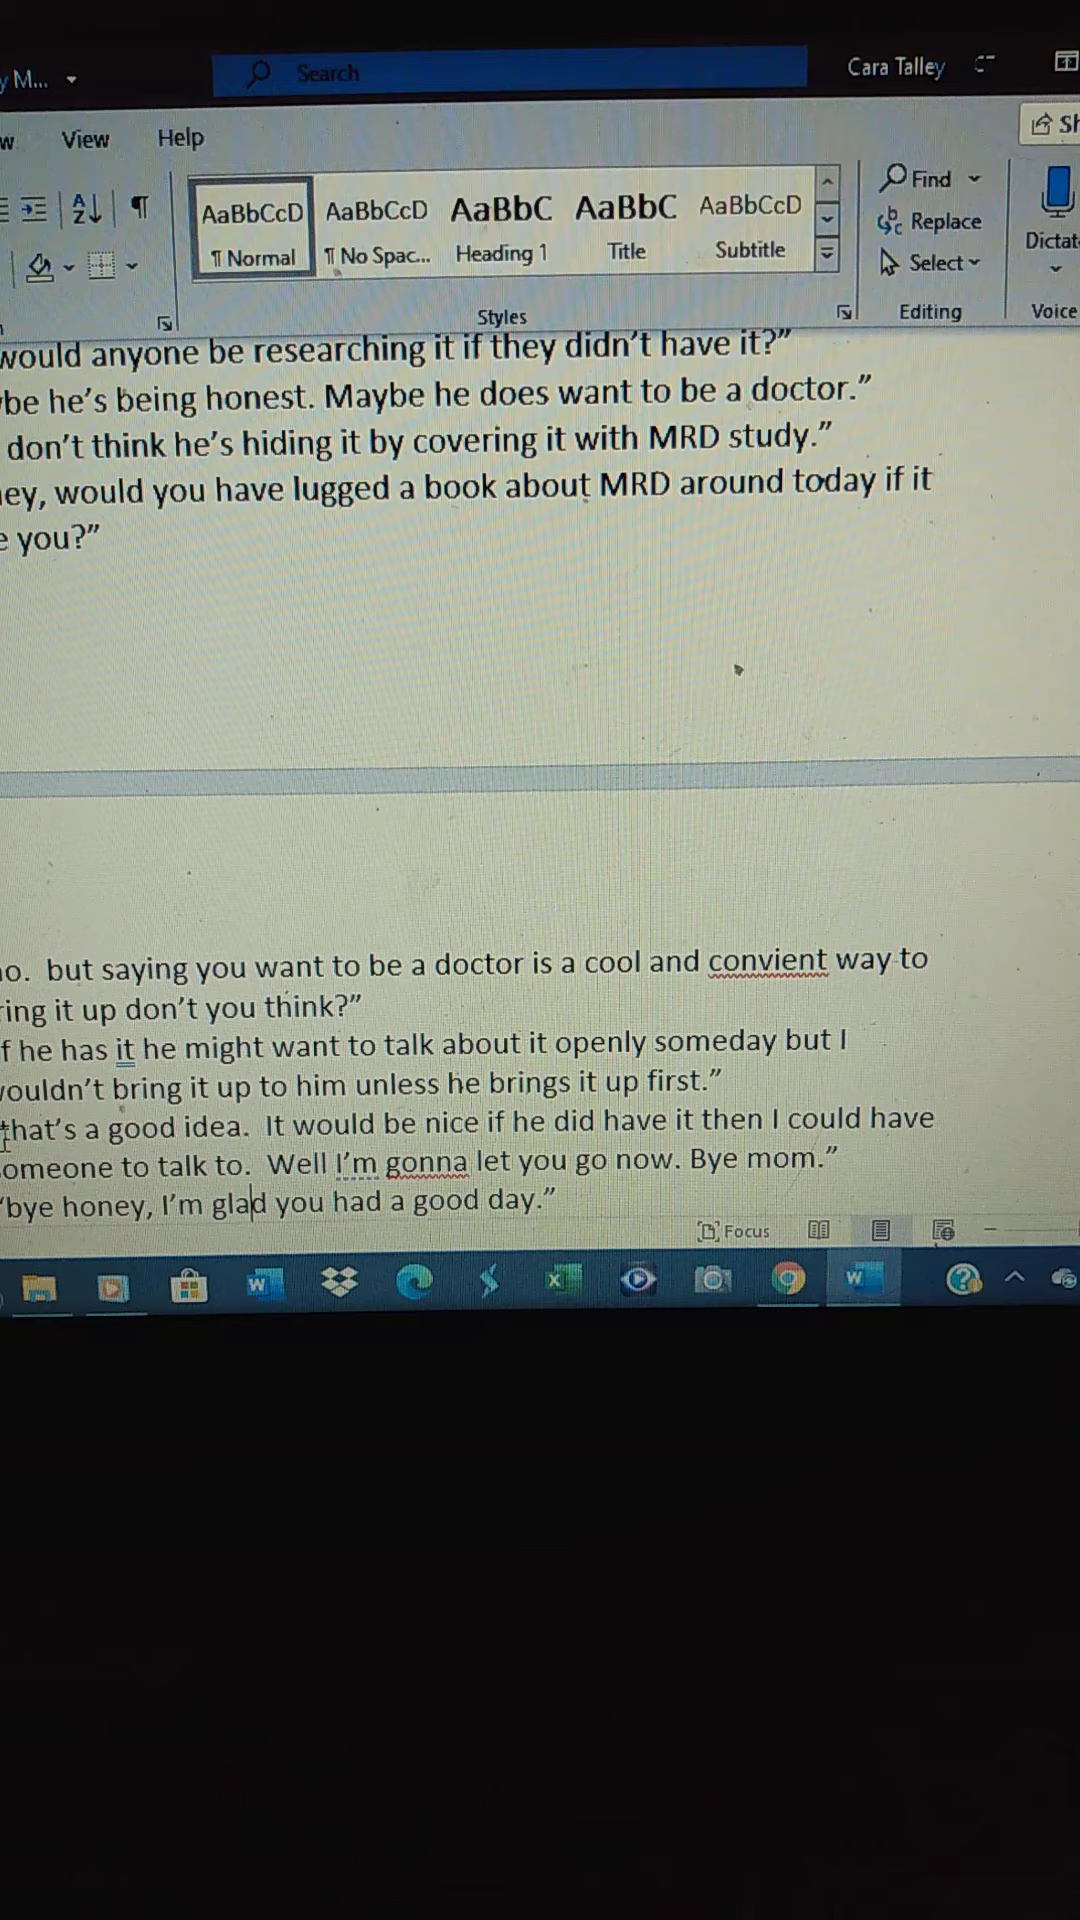 M...
Search
Cara Talley
View
Help
AaBbCcD AaBbCcD AaBbC AaBbC AaBbCcD
¶ Normal ¶ No Spac... Heading 1 Title Subtitle
Styles
Find
Replace
Select
Editing
Voice
would anyone be researching it if they didn't have it?”
he's being honest. Maybe he does want to be a doctor.”
don't think he's hiding it by covering it with MRD study.”
would you have lugged a book about MRD around today if it
you?”
but saying you want to be a doctor is a cool and convient way to
it up don't you think?”
he has it he might want to talk about it openly someday but I
bring it up to him unless he brings it up first.”
that's a good idea. It would be nice if he did have it then I could have
to talk to. Well I'm gonna let you go now. Bye mom.”
“bye honey, I'm glad you had a good day.”
Focus